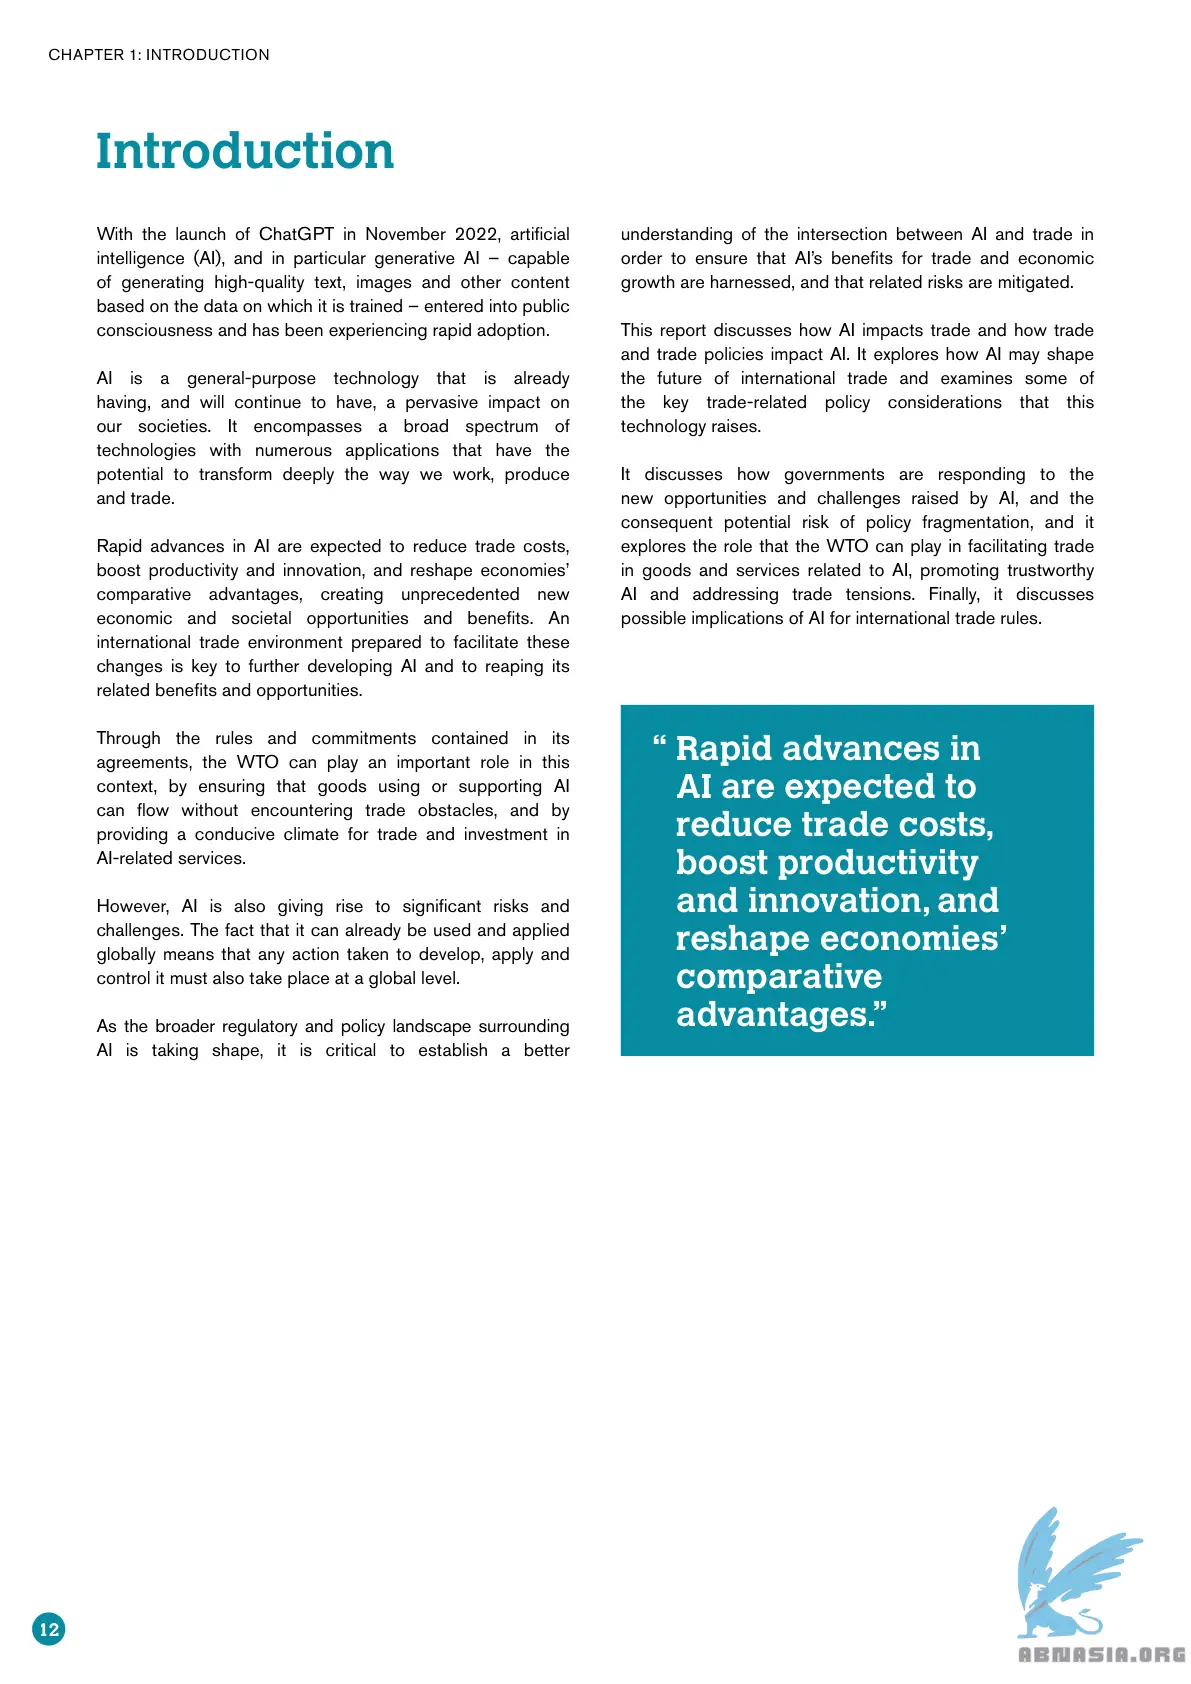 CHAPTER 1: INTRODUCTION
Introduction
With the launch of ChatGPT in November 2022, artificial
intelligence (AI), and in particular generative AI – capable
of generating high-quality text, images and other content
based on the data on which it is trained – entered into public
consciousness and has been experiencing rapid adoption.
AI is a general-purpose technology that is already
having, and will continue to have, a pervasive impact on
our societies. It encompasses a broad spectrum of
technologies with numerous applications that have the
potential to transform deeply the way we work, produce
and trade.
Rapid advances in AI are expected to reduce trade costs,
boost productivity and innovation, and reshape economies’
comparative advantages, creating unprecedented new
economic and societal opportunities and benefits. An
international trade environment prepared to facilitate these
changes is key to further developing AI and to reaping its
related benefits and opportunities.
Through the rules and commitments contained in its
agreements, the WTO can play an important role in this
context, by ensuring that goods using or supporting AI
can flow without encountering trade obstacles, and by
providing a conducive climate for trade and investment in
AI-related services.
However, AI is also giving rise to significant risks and
challenges. The fact that it can already be used and applied
globally means that any action taken to develop, apply and
control it must also take place at a global level.
As the broader regulatory and policy landscape surrounding
AI is taking shape, it is critical to establish a better
understanding of the intersection between AI and trade in
order to ensure that AI’s benefits for trade and economic
growth are harnessed, and that related risks are mitigated.
This report discusses how AI impacts trade and how trade
and trade policies impact AI. It explores how AI may shape
the future of international trade and examines some of
the key trade-related policy considerations that this
technology raises.
It discusses how governments are responding to the
new opportunities and challenges raised by AI, and the
consequent potential risk of policy fragmentation, and it
explores the role that the WTO can play in facilitating trade
in goods and services related to AI, promoting trustworthy
AI and addressing trade tensions. Finally, it discusses
possible implications of AI for international trade rules.
“ Rapid advances in
AI are expected to
reduce trade costs,
boost productivity
and innovation, and
reshape economies’
comparative
advantages.”
12
ABNASIA.ORG